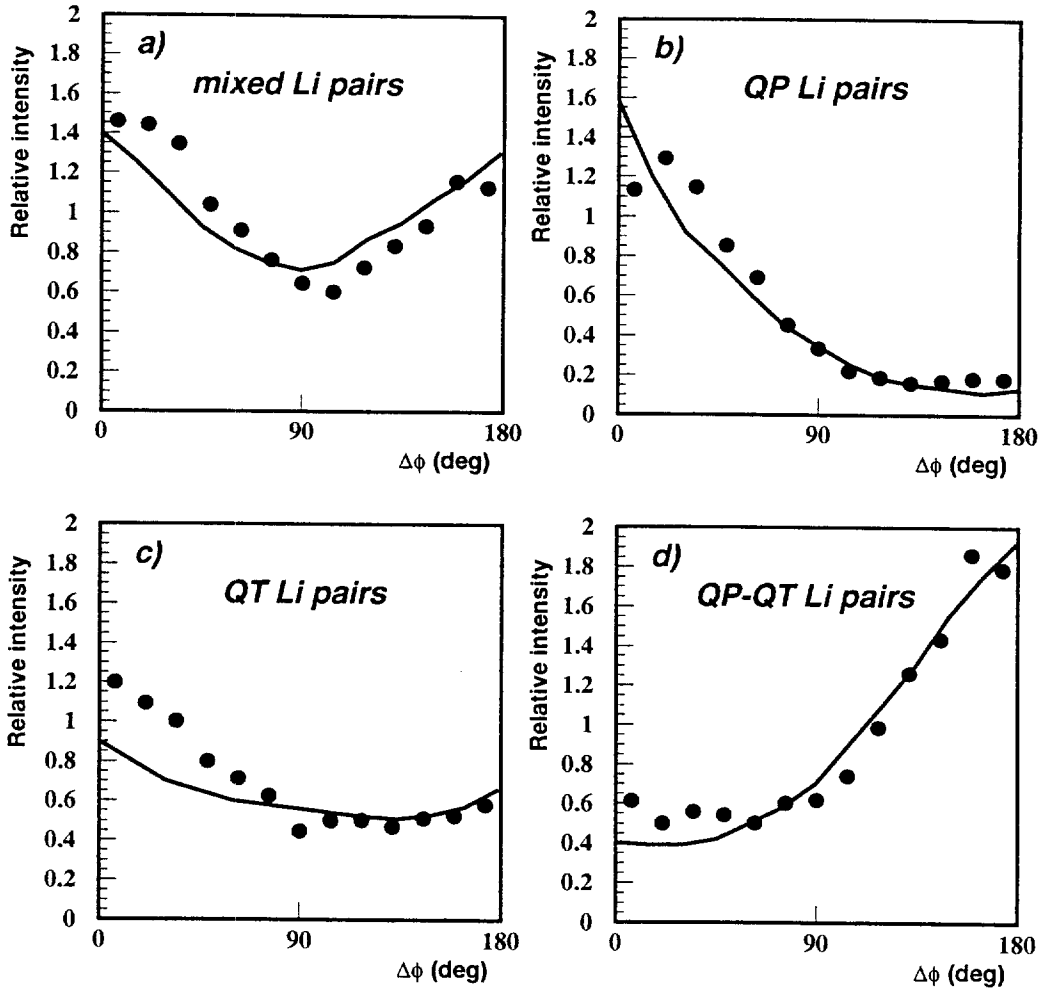 a)
mixed Li pairs
Relative intensity
2
1.8
1.6
1.4
1.2
1
0.8
0.6
0.4
0.2
0
0 90 180
Δϕ (deg)
b)
QP Li pairs
Relative intensity
2
1.8
1.6
1.4
1.2
1
0.8
0.6
0.4
0.2
0
0 90 180
Δϕ (deg)
c)
QT Li pairs
Relative intensity
2
1.8
1.6
1.4
1.2
1
0.8
0.6
0.4
0.2
0
0 90 180
Δϕ (deg)
d)
QP-QT Li pairs
Relative intensity
2
1.8
1.6
1.4
1.2
1
0.8
0.6
0.4
0.2
0
0 90 180
Δϕ (deg)